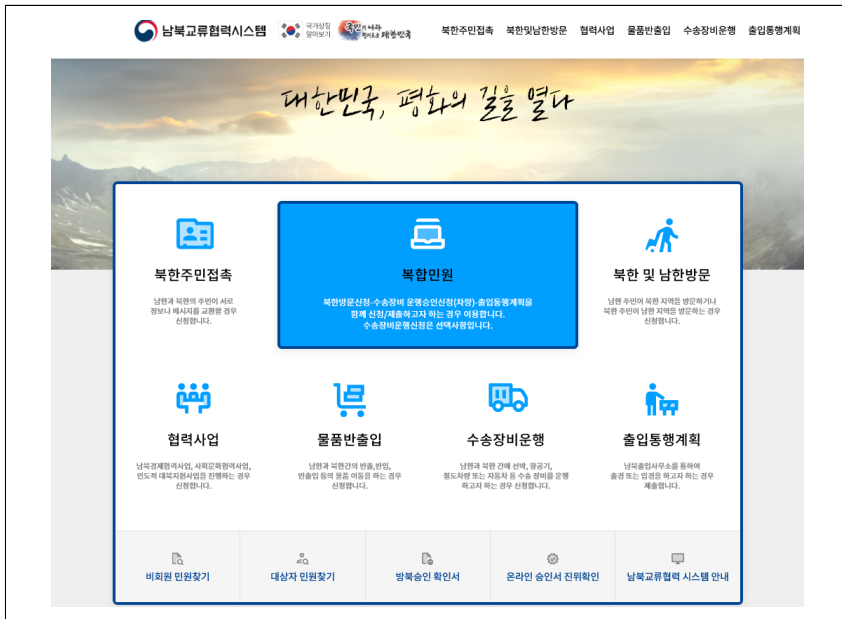 남북교류협력시스템 국가상징 알아보기 국민의 나라 정의로운 대한민국 북한주민접촉 북한및남한방문 협력사업 물품반출입 수송장비운행 출입통행계획
대한민국, 평화의 길을 열다
북한주민접촉
남한과 북한의 주민이 서로
정보나 메시지를 교환할 경우
신청합니다.
복합민원
북한방문신청·수송장비 운행승인신청(차량)·출입통행계획을
함께 신청/제출하고자 하는 경우 이용합니다.
수송장비운행신청은 선택사항입니다.
북한 및 남한방문
남한 주민이 북한 지역을 방문하거나
북한 주민이 남한 지역을 방문하는 경우
신청합니다.
협력사업
남북경제협력사업, 사회문화협력사업,
인도적 대북지원사업을 진행하는 경우
신청합니다.
물품반출입
남한과 북한간의 반출,반입,
반출입 등의 물품 이동을 하는 경우
신청합니다.
수송장비운행
남한과 북한 간에 선박, 항공기,
철도차량 또는 자동차 등 수송 장비를 운행
하고자 하는 경우 신청합니다.
출입통행계획
남북출입사무소를 통하여
출경 또는 입경을 하고자 하는 경우
제출합니다.
비회원 민원찾기
대상자 민원찾기
방북승인 확인서
온라인 승인서 진위확인
남북교류협력 시스템 안내